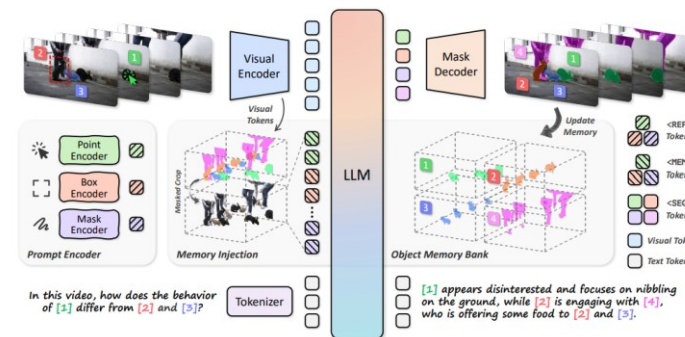 2
1
3
Visual
Encoder
Mask
Decoder
4
2
1
3
Visual
Tokens
Update
Memory
Point
Encoder
Box
Encoder
Mask
Encoder
Prompt Encoder
Masked Crop
Memory Injection
LLM
1
2
3
4
Object Memory Bank
<REF
Toke
<MEM
Toke
<SEG
Toke
Visual Tok
Text Toke
In this video, how does the behavior
of [1] differ from [2] and [3]?
Tokenizer
[1] appears disinterested and focuses on nibbling
on the ground, while [2] is engaging with [4],
who is offering some food to [2] and [3].